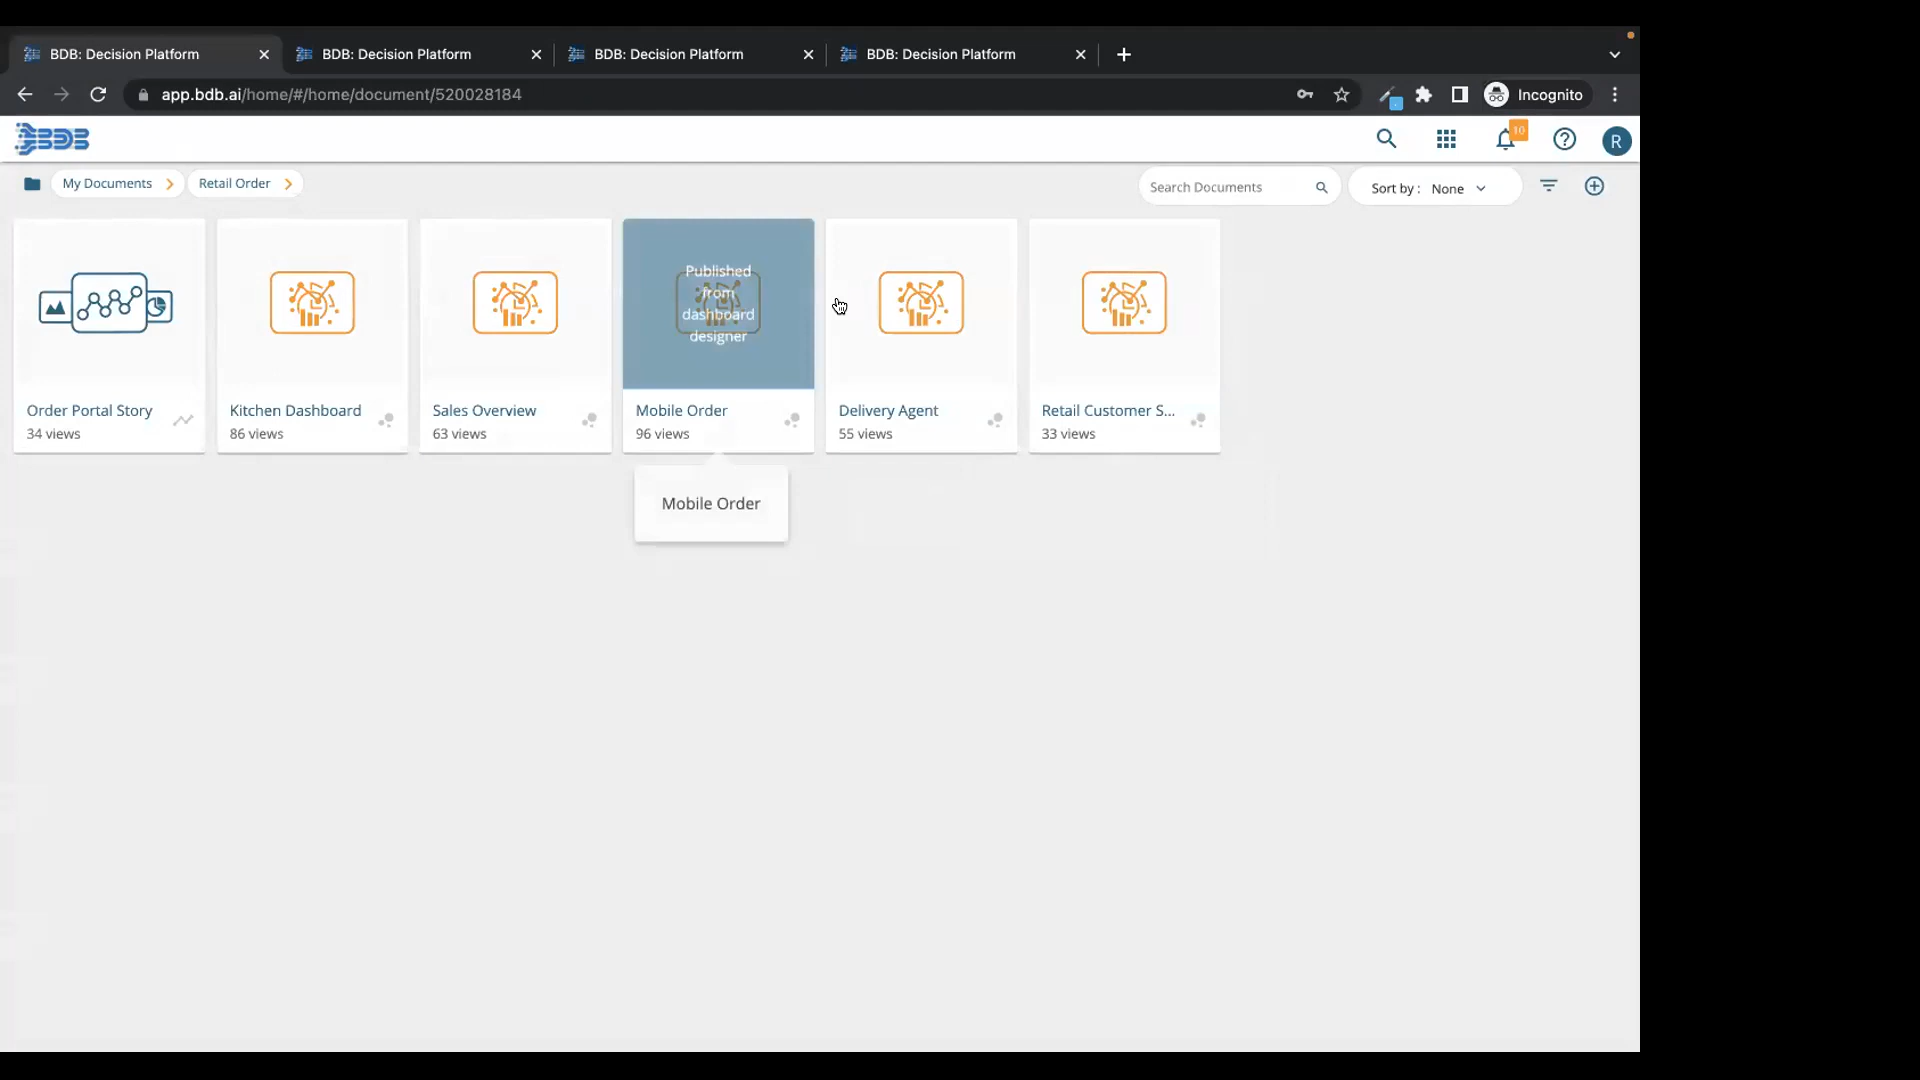 BDB: Decision Platform
BDB: Decision Platform
BDB: Decision Platform
BDB: Decision Platform
app.bdb.ai/home/#/home/document/520028184
Incognito
BDB
10
R
My Documents
Retail Order
Search Documents
Sort by : None
Published
from
dashboard
designer
Order Portal Story
34 views
Kitchen Dashboard
86 views
Sales Overview
63 views
Mobile Order
96 views
Delivery Agent
55 views
Retail Customer S...
33 views
Mobile Order